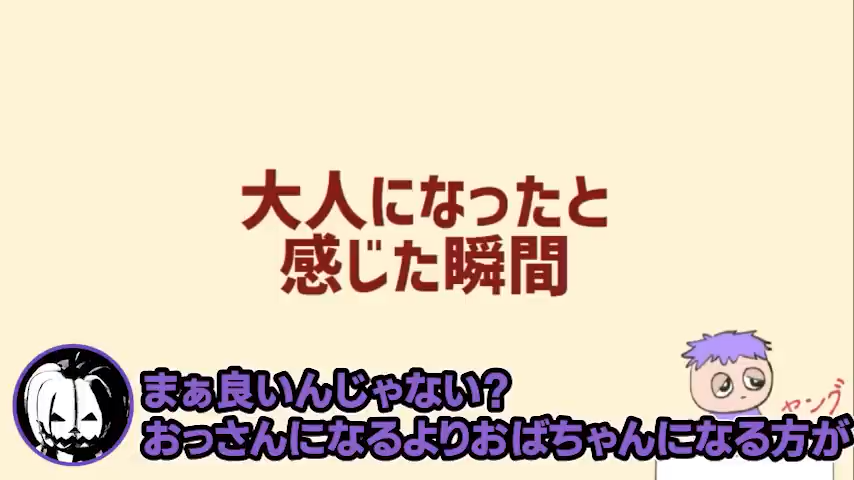 大人になったと
感じた瞬間
ヤング
まぁ良いんじゃない?
おっさんになるよりおばちゃんになる方が